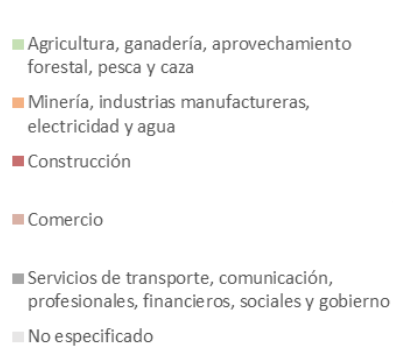 Agricultura, ganadería, aprovechamiento
forestal, pesca y caza
Minería, industrias manufactureras,
electricidad y agua
Construcción
Comercio
Servicios de transporte, comunicación,
profesionales, financieros, sociales y gobierno
No especificado